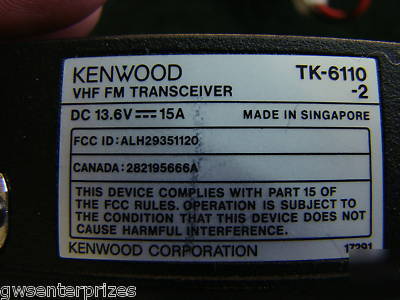 KENWOOD TK-6110
VHF FM TRANSCEIVER -2
DC 13.6V⎓15A MADE IN SINGAPORE
FCC ID: ALH29351120
CANADA: 282195666A
THIS DEVICE COMPLIES WITH PART 15 OF
THE FCC RULES. OPERATION IS SUBJECT TO
THE CONDITION THAT THIS DEVICE DOES NOT
CAUSE HARMFUL INTERFERENCE.
KENWOOD CORPORATION 17291
gwsenterprizes